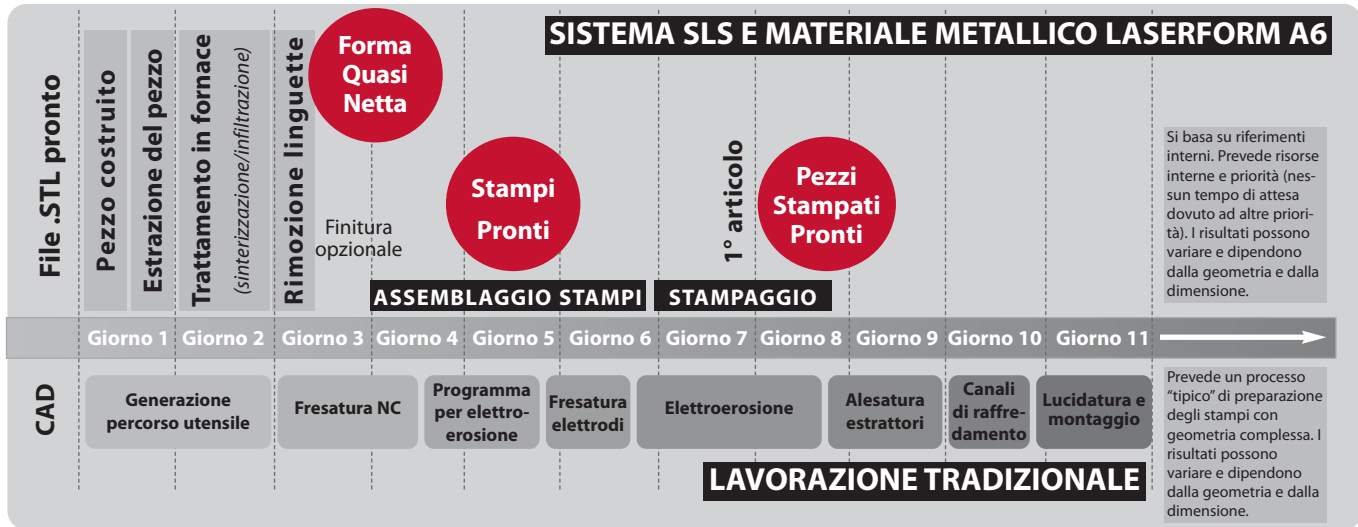 SISTEMA SLS E MATERIALE METALLICO LASERFORM A6
File .STL pronto
Pezzo costruito
Estrazione del pezzo
Trattamento in fornace
(sinterizzazione/infiltrazione)
Rimozione linguette
Forma
Quasi
Netta
Finitura
opzionale
Stampi
Pronti
1° articolo
Pezzi
Stampati
Pronti
Si basa su riferimenti
interni. Prevede risorse
interne e priorità (nes-
sun tempo di attesa
dovuto ad altre priori-
tà). I risultati possono
variare e dipendono
dalla geometria e dalla
dimensione.
ASSEMBLAGGIO STAMPI
STAMPAGGIO
Giorno 1 Giorno 2 Giorno 3 Giorno 4 Giorno 5 Giorno 6 Giorno 7 Giorno 8 Giorno 9 Giorno 10 Giorno 11
CAD
Generazione
percorso utensile
Fresatura NC
Programma
per elettro-
erosione
Fresatura
elettrodi
Elettroerosione
Alesatura
estrattori
Canali
di raffre-
damento
Lucidatura e
montaggio
Prevede un processo
“tipico” di preparazione
degli stampi con
geometria complessa. I
risultati possono
variare e dipendono
dalla geometria e dalla
dimensione.
LAVORAZIONE TRADIZIONALE